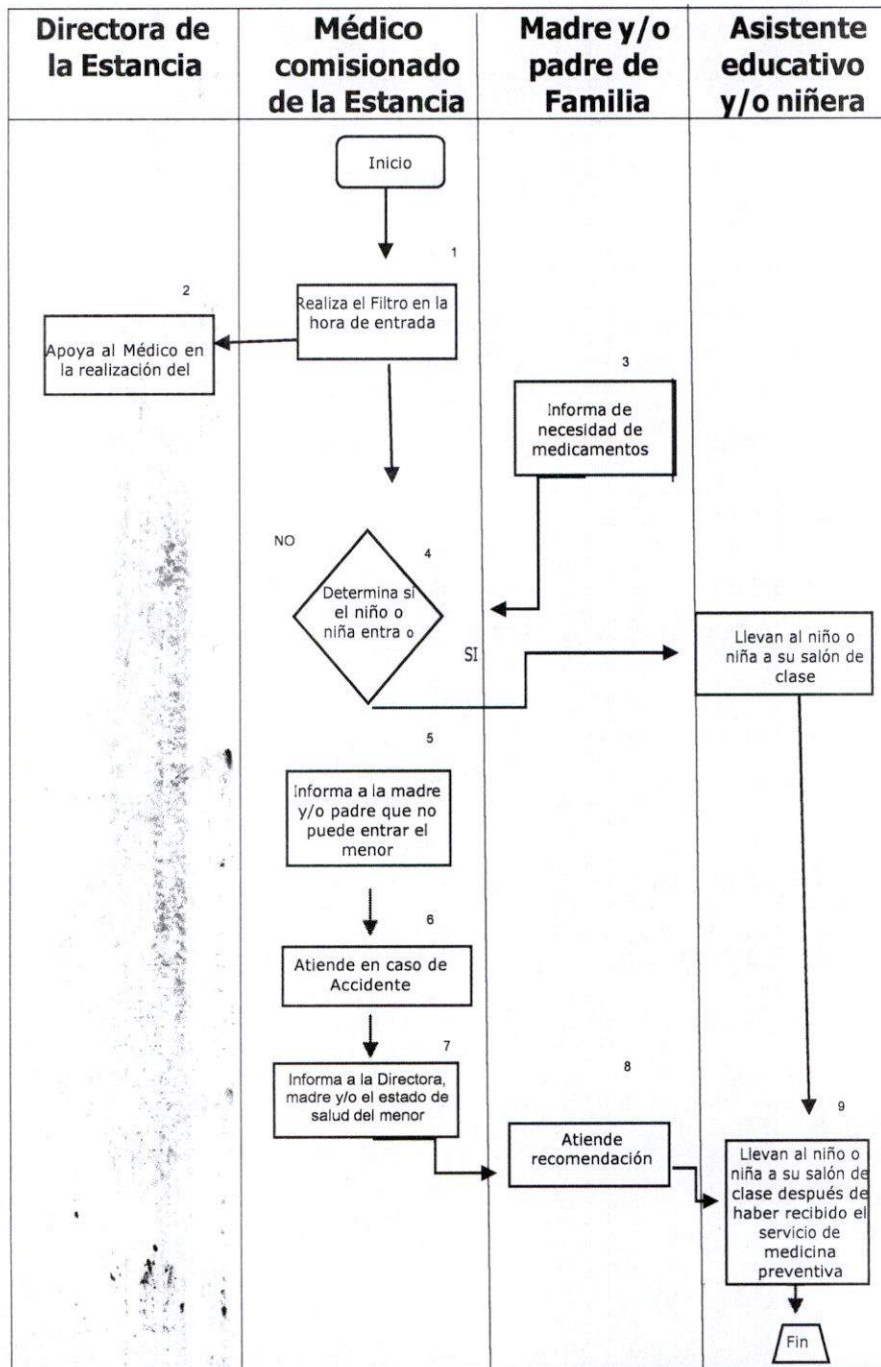 Directora de
la Estancia
Médico
comisionado
de la Estancia
Madre y/o
padre de
Familia
Asistente
educativo
y/o niñera
Inicio
1
Realiza el Filtro en la
hora de entrada
2
Apoya al Médico en
la realización del
3
Informa de
necesidad de
medicamentos
NO
4
Determina si
el niño o
niña entra o
SI
Llevan al niño o
niña a su salón de
clase
5
Informa a la madre
y/o padre que no
puede entrar el
menor
6
Atiende en caso de
Accidente
7
Informa a la Directora,
madre y/o el estado de
salud del menor
8
Atiende
recomendación
9
Llevan al niño o
niña a su salón de
clase después de
haber recibido el
servicio de
medicina
preventiva
Fin